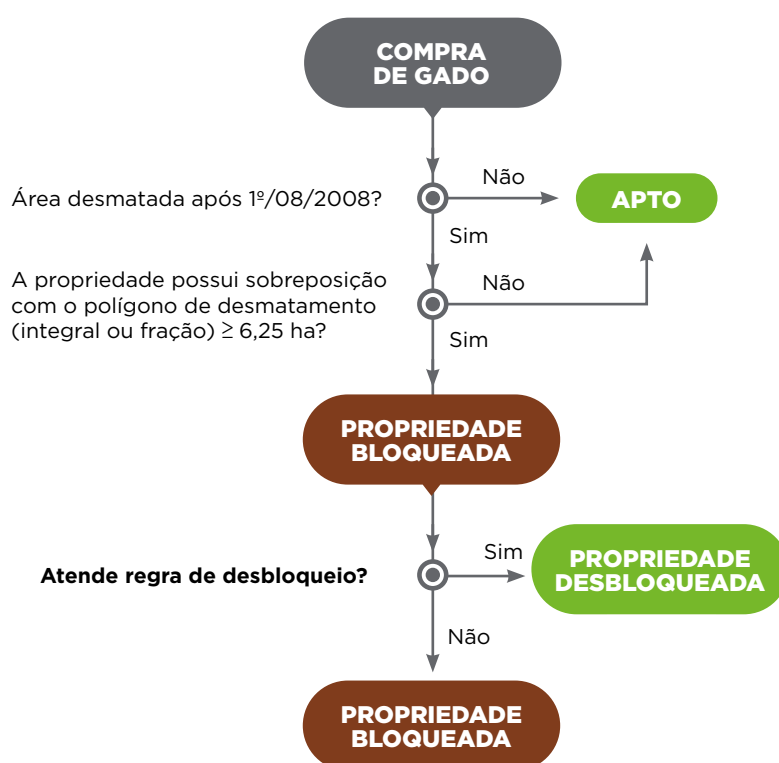 COMPRA
DE GADO
Área desmatada após 1º/08/2008?
Não
APTO
Sim
A propriedade possui sobreposição
com o polígono de desmatamento
(integral ou fração) ≥ 6,25 ha?
Não
Sim
PROPRIEDADE
BLOQUEADA
Atende regra de desbloqueio?
Sim
PROPRIEDADE
DESBLOQUEADA
Não
PROPRIEDADE
BLOQUEADA